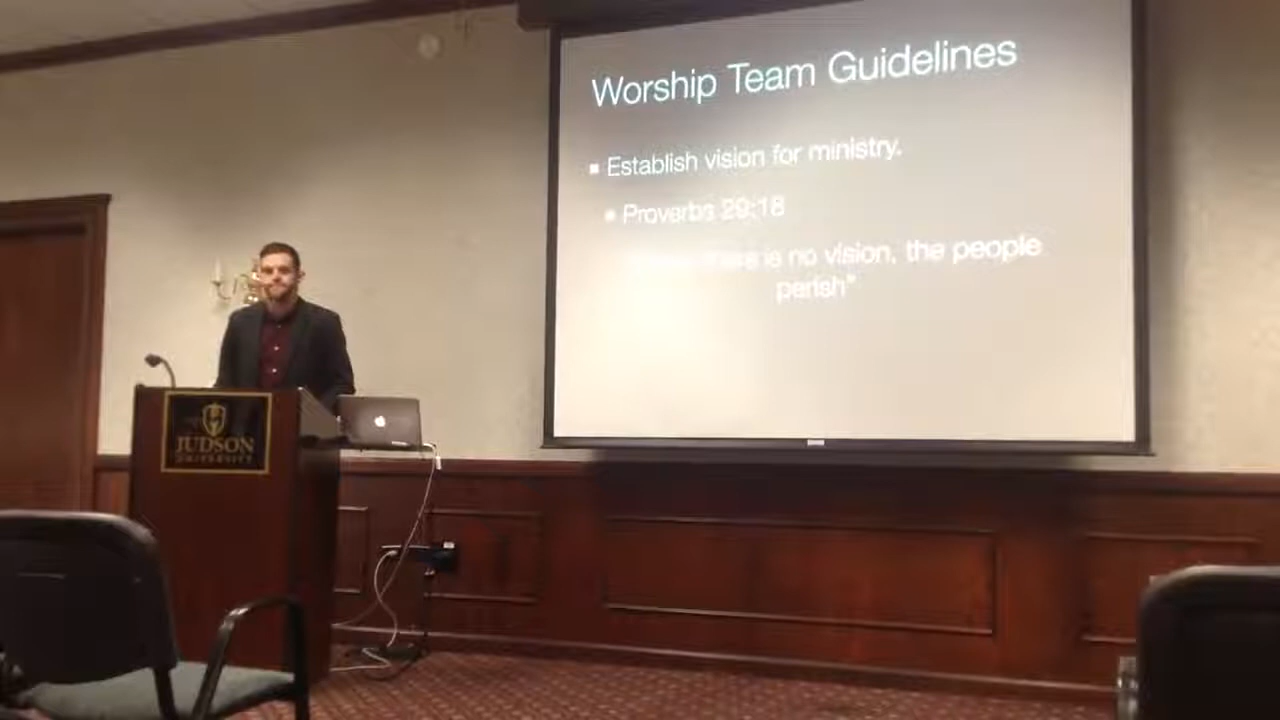 Worship Team Guidelines
Establish vision for ministry.
Proverbs 29:18
there is no vision, the people
perish"
JUDSON
UNIVERSITY